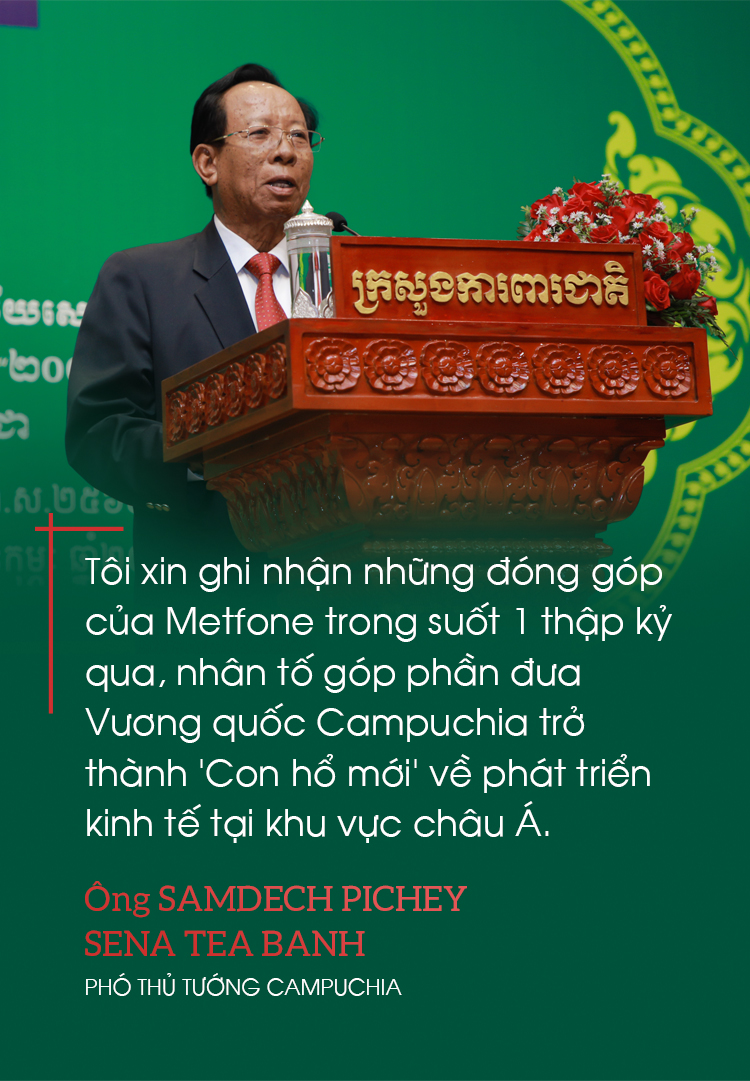 ក្រសួងការពារជាតិ
Tôi xin ghi nhận những đóng góp
của Metfone trong suốt 1 thập kỷ
qua, nhân tố góp phần đưa
Vương quốc Campuchia trở
thành 'Con hổ mới' về phát triển
kinh tế tại khu vực châu Á.
Ông SAMDECH PICHEY
SENA TEA BANH
PHÓ THỦ TƯỚNG CAMPUCHIA